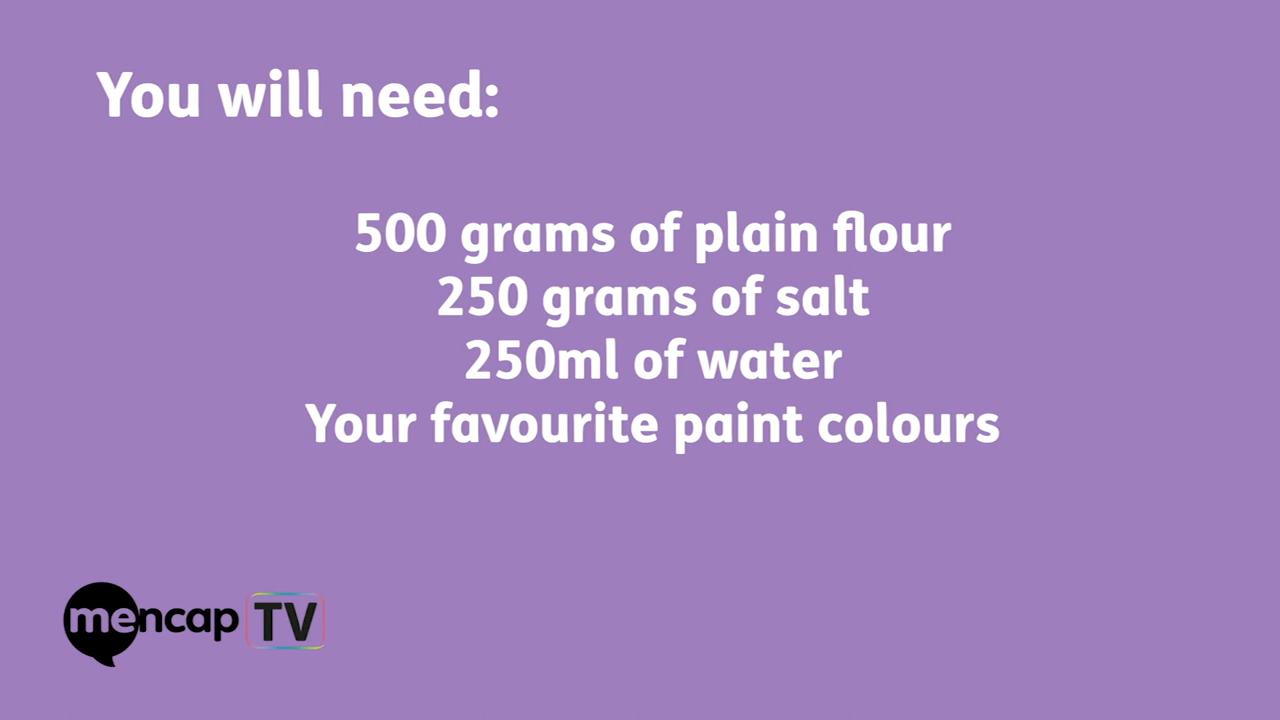 You will need:
500 grams of plain flour
250 grams of salt
250ml of water
Your favourite paint colours
mencap TV